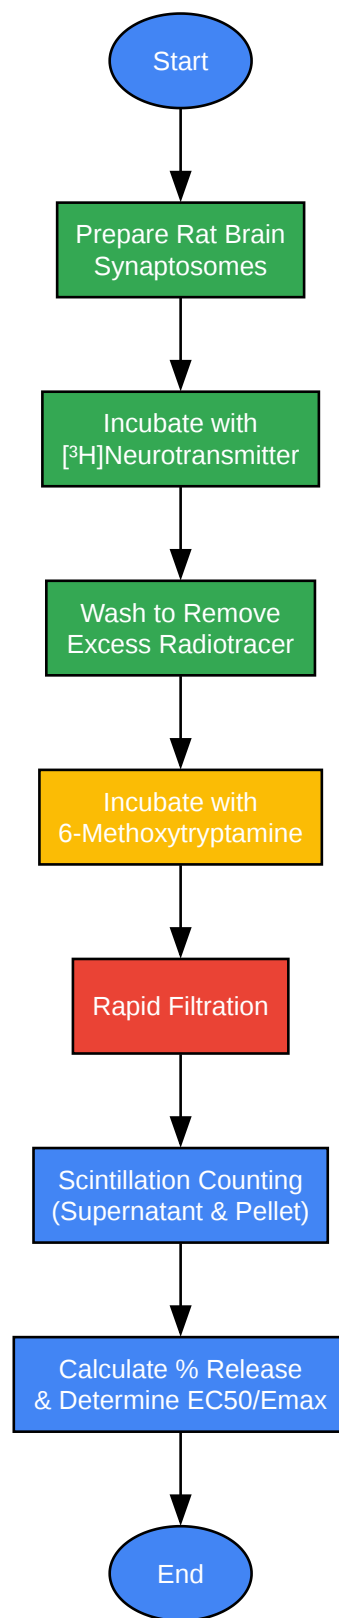 Start
Prepare Rat Brain
Synaptosomes
Incubate with
[³H]Neurotransmitter
Wash to Remove
Excess Radiotracer
Incubate with
6-Methoxytryptamine
Rapid Filtration
Scintillation Counting
(Supernatant & Pellet)
Calculate % Release
& Determine EC50/Emax
End